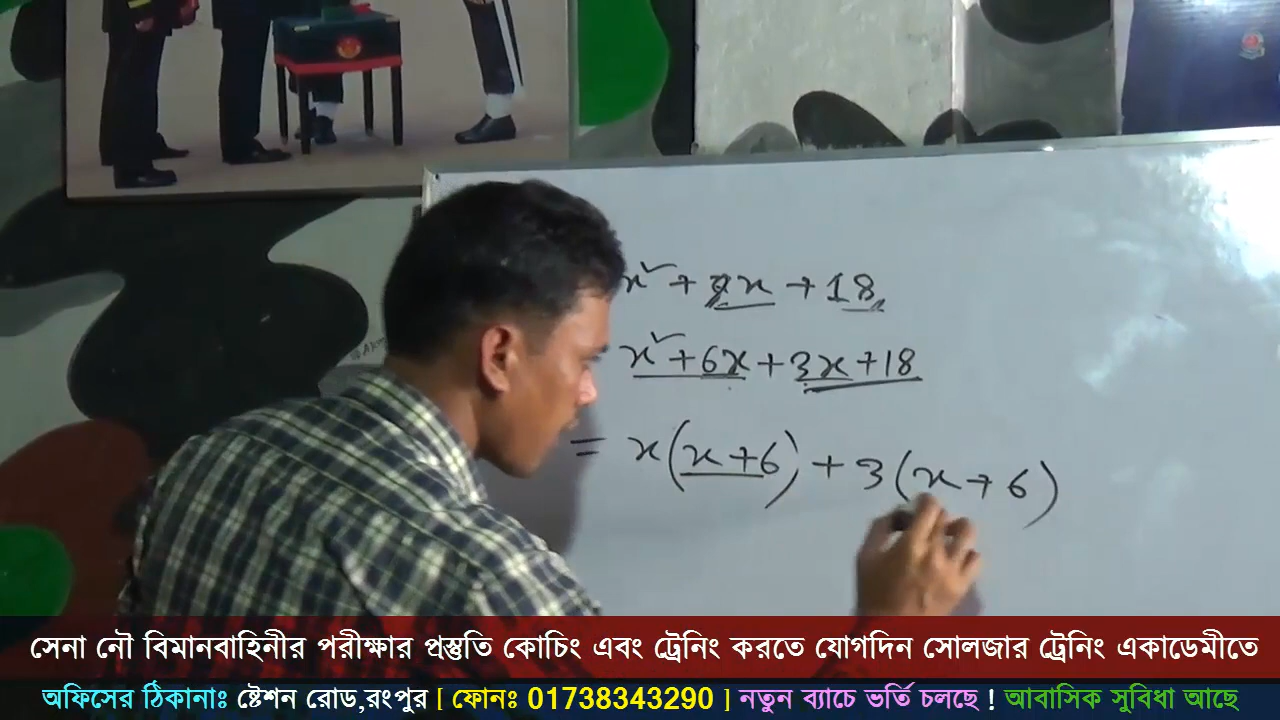 x² + 9x + 18
x² + 6x + 3x + 18
= x(x+6) + 3(x+6)
সেনা নৌ বিমানবাহিনীর পরীক্ষার প্রস্তুতি কোচিং এবং ট্রেনিং করতে যোগদিন সোলজার ট্রেনিং একাডেমীতে
অফিসের ঠিকানাঃ ষ্টেশন রোড,রংপুর [ ফোনঃ 01738343290 ] নতুন ব্যাচে ভর্তি চলছে ! আবাসিক সুবিধা আছে